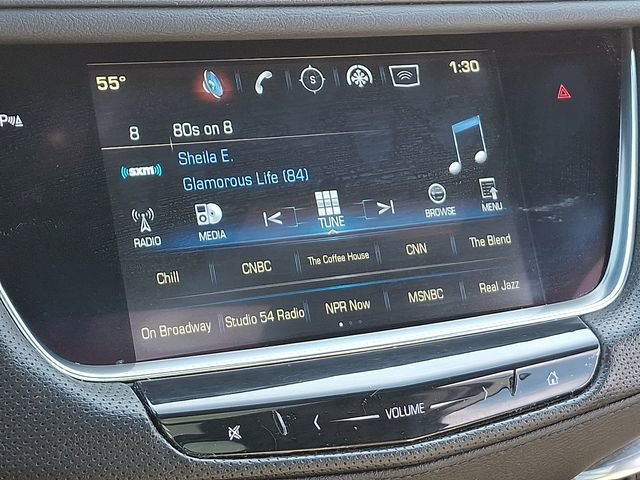 55° S 1:30
P
8 80s on 8
((sxm)) Sheila E.
Glamorous Life (84)
RADIO MEDIA TUNE BROWSE MENU
Chill CNBC The Coffee House CNN The Blend
On Broadway Studio 54 Radio NPR Now MSNBC Real Jazz
VOLUME